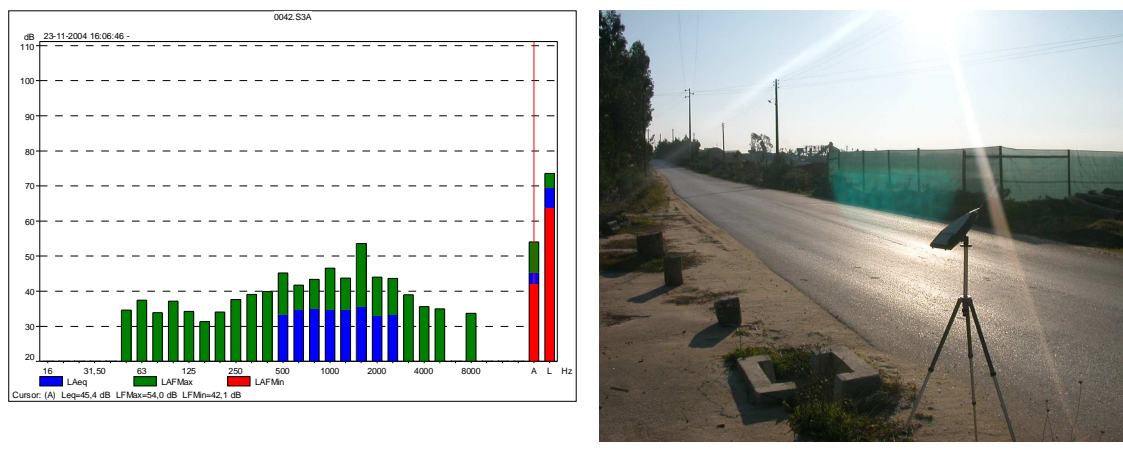 0042.S3A
dB 23-11-2004 16:06:46 -
110
100
90
80
70
60
50
40
30
20
16 31,50 63 125 250 500 1000 2000 4000 8000 A L Hz
LAeq LAFMax LAFMin
Cursor: (A) Leq=45,4 dB LFMax=54,0 dB LFMin=42,1 dB